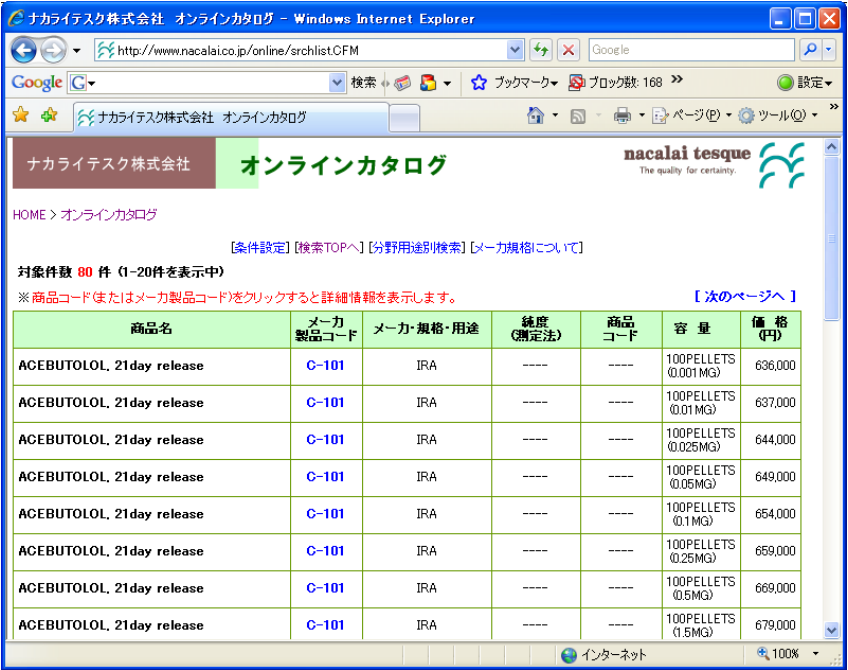 ナカライテスク株式会社 オンラインカタログ - Windows Internet Explorer
http://www.nacalai.co.jp/online/srchlist.CFM
Google
Google G 検索 ブックマーク ブロック数: 168 » 設定
ナカライテスク株式会社 オンラインカタログ ページ(P) ツール(O) »
ナカライテスク株式会社 オンラインカタログ nacalai tesque
The quality for certainty.
HOME > オンラインカタログ
[条件設定] [検索TOPへ] [分野用途別検索] [メーカ規格について]
対象件数 80 件 (1-20件を表示中)
※商品コード(またはメーカ製品コード)をクリックすると詳細情報を表示します。 [ 次のページへ ]
商品名 メーカ製品コード メーカ・規格・用途 純度(測定法) 商品コード 容 量 価 格(円)
ACEBUTOLOL, 21day release C-101 IRA ---- ---- 100PELLETS (0.001MG) 636,000
ACEBUTOLOL, 21day release C-101 IRA ---- ---- 100PELLETS (0.01MG) 637,000
ACEBUTOLOL, 21day release C-101 IRA ---- ---- 100PELLETS (0.025MG) 644,000
ACEBUTOLOL, 21day release C-101 IRA ---- ---- 100PELLETS (0.05MG) 649,000
ACEBUTOLOL, 21day release C-101 IRA ---- ---- 100PELLETS (0.1MG) 654,000
ACEBUTOLOL, 21day release C-101 IRA ---- ---- 100PELLETS (0.25MG) 659,000
ACEBUTOLOL, 21day release C-101 IRA ---- ---- 100PELLETS (0.5MG) 669,000
ACEBUTOLOL, 21day release C-101 IRA ---- ---- 100PELLETS (1.5MG) 679,000
インターネット 100%